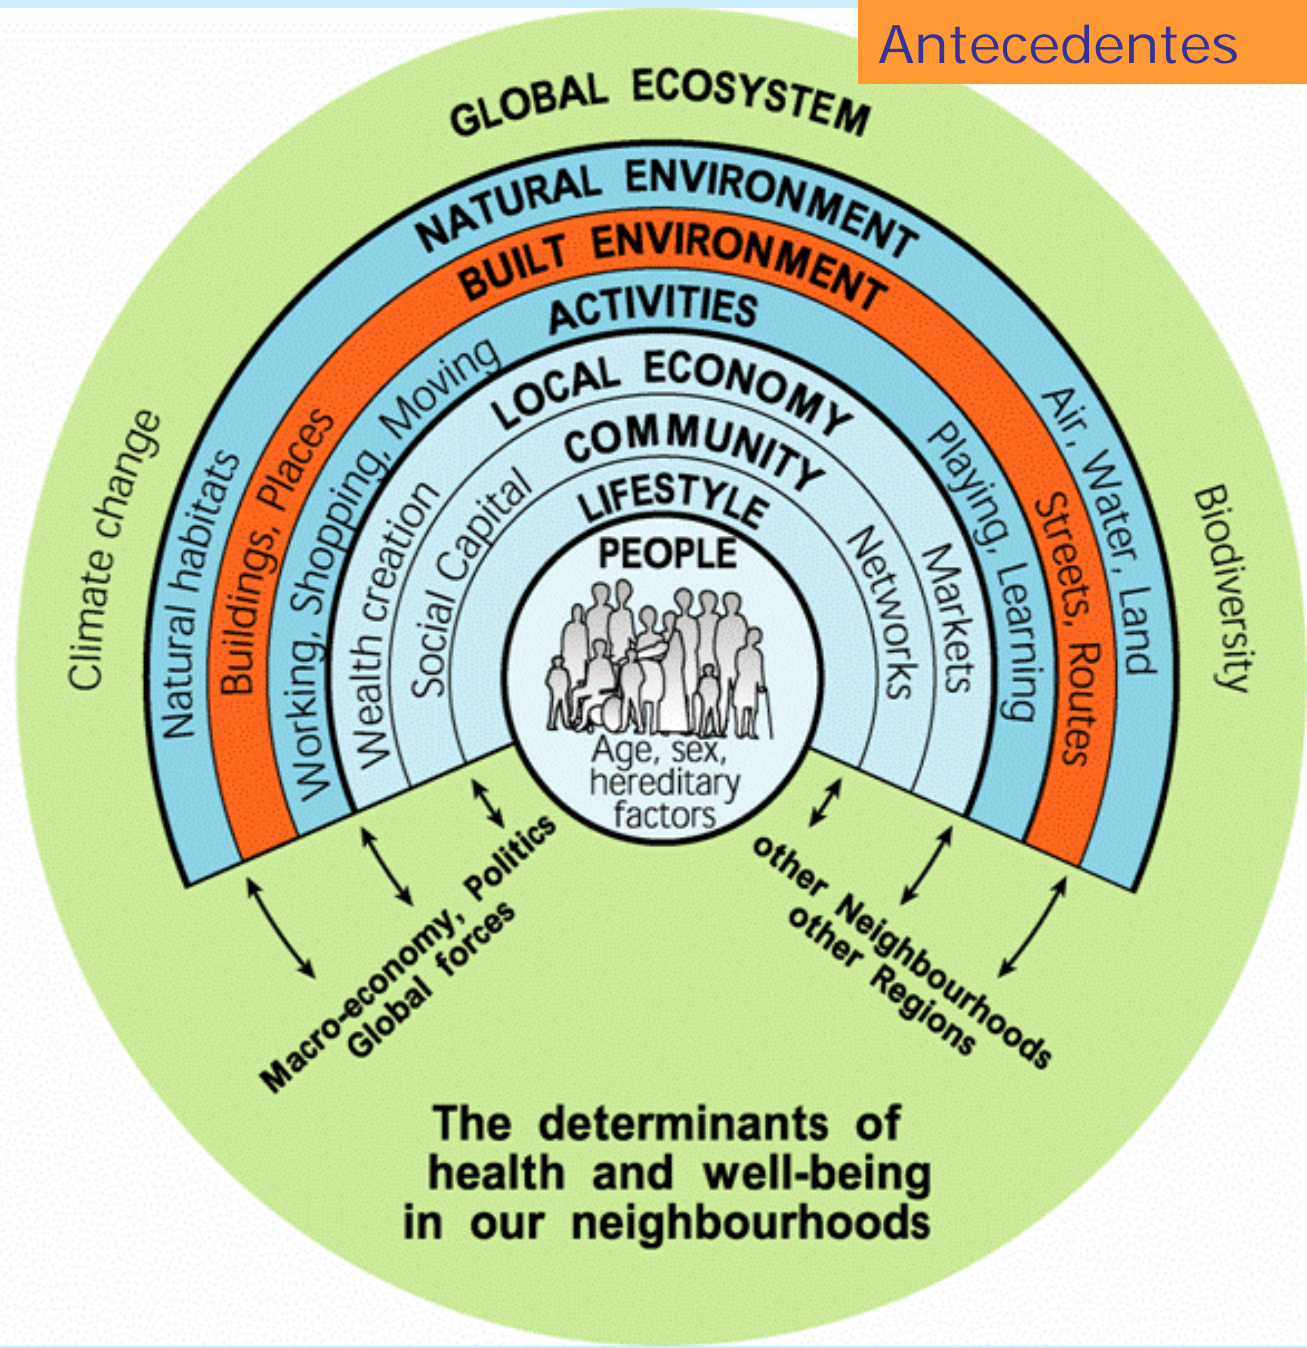 Antecedentes
GLOBAL ECOSYSTEM
NATURAL ENVIRONMENT
BUILT ENVIRONMENT
ACTIVITIES
LOCAL ECONOMY
COMMUNITY
LIFESTYLE
PEOPLE
Age, sex,
hereditary
factors
Climate change
Natural habitats
Buildings, Places
Working, Shopping, Moving
Wealth creation
Social Capital
Networks
Markets
Playing, Learning
Streets, Routes
Air, Water, Land
Biodiversity
Macro-economy, Politics
Global forces
other Neighbourhoods
other Regions
The determinants of
health and well-being
in our neighbourhoods